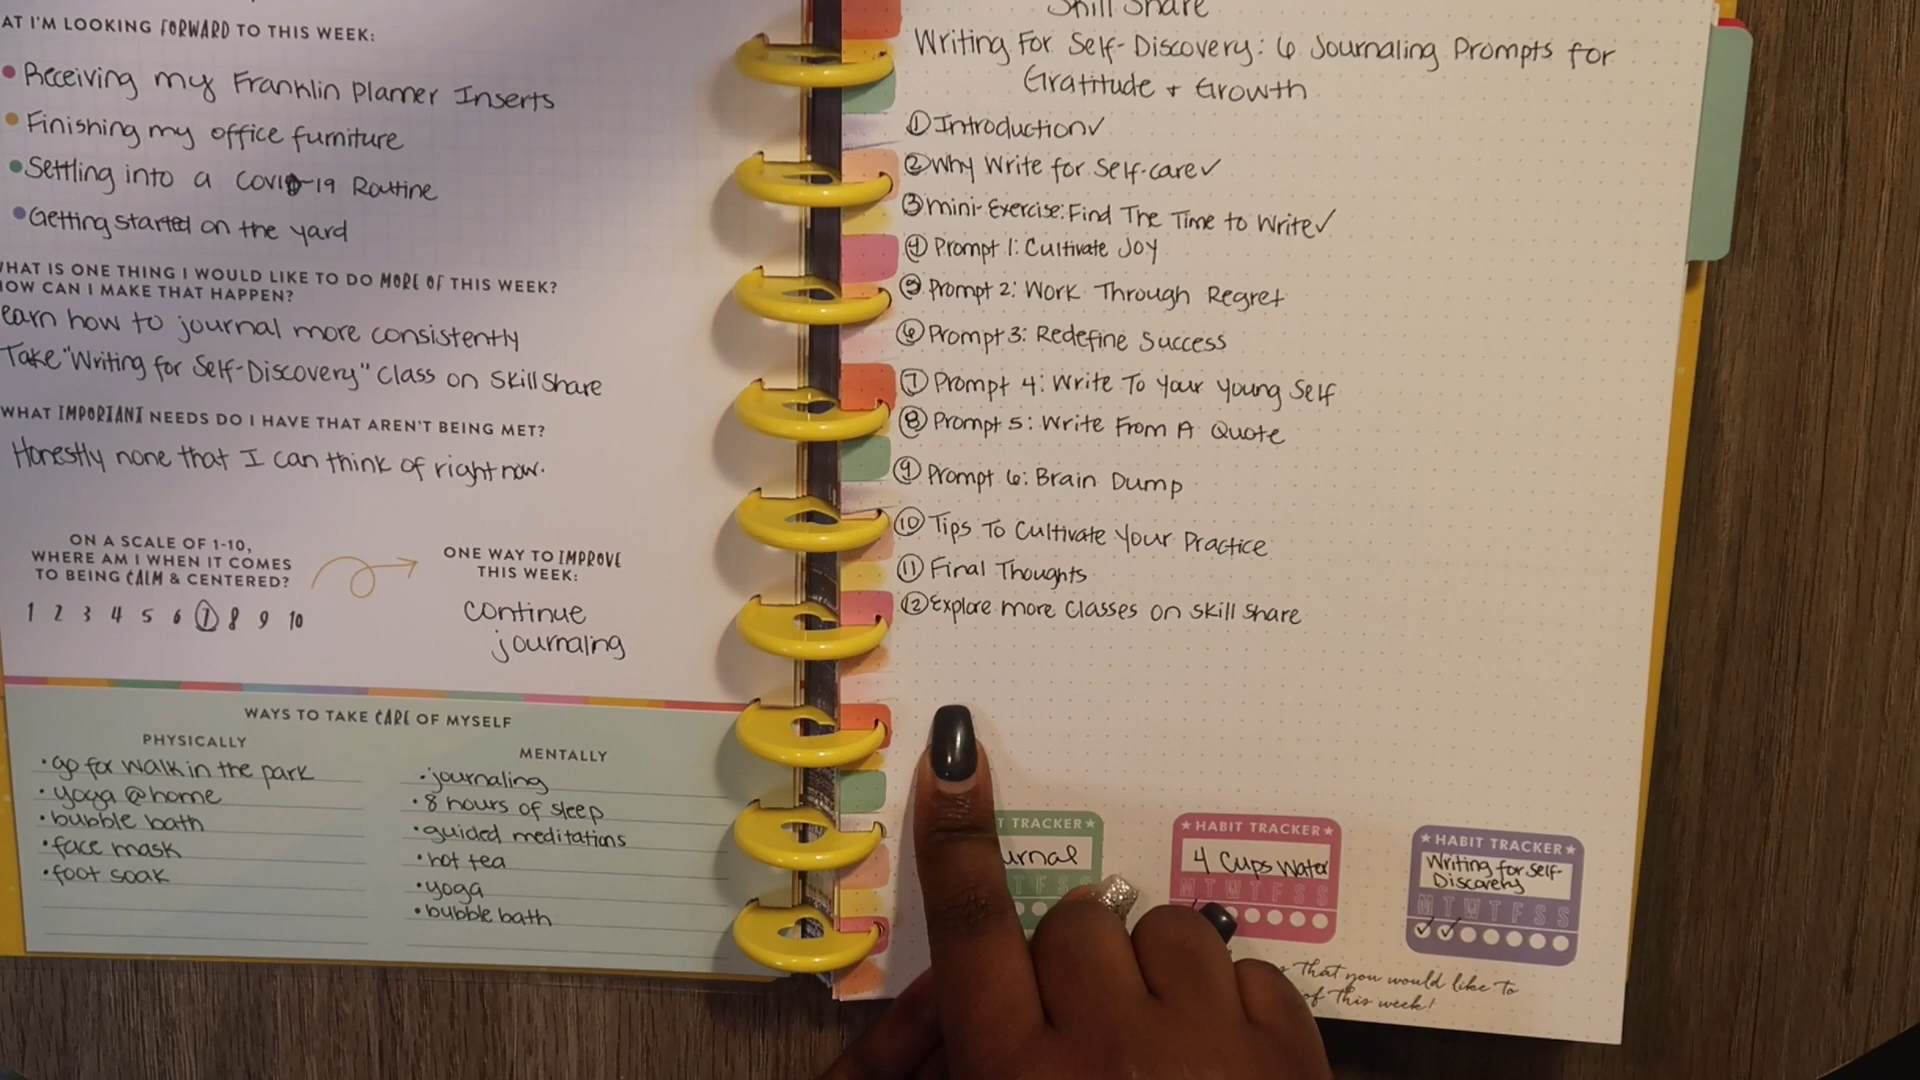 AT I'M LOOKING FORWARD TO THIS WEEK:
• Receiving my Franklin Planner Inserts
• Finishing my office furniture
• Settling into a COVID-19 Routine
• Getting started on the yard
WHAT IS ONE THING I WOULD LIKE TO DO MORE OF THIS WEEK?
HOW CAN I MAKE THAT HAPPEN?
earn how to journal more consistently
Take "Writing for Self-Discovery" Class on SkillShare
WHAT IMPORTANT NEEDS DO I HAVE THAT AREN'T BEING MET?
Honestly none that I can think of right now.
ON A SCALE OF 1-10,
WHERE AM I WHEN IT COMES
TO BEING CALM & CENTERED?
1 2 3 4 5 6 7 8 9 10
ONE WAY TO IMPROVE
THIS WEEK:
continue
journaling
WAYS TO TAKE CARE OF MYSELF
PHYSICALLY
• go for walk in the park
• yoga @ home
• bubble bath
• face mask
• foot soak
MENTALLY
• journaling
• 8 hours of sleep
• guided meditations
• hot tea
• yoga
• bubble bath
Skill Share
Writing For Self-Discovery: 6 Journaling Prompts for
Gratitude + Growth
① Introduction ✓
② Why Write for Self-care ✓
③ mini-Exercise: Find The Time to Write ✓
④ Prompt 1: Cultivate Joy
⑤ Prompt 2: Work Through Regret
⑥ Prompt 3: Redefine Success
⑦ Prompt 4: Write To Your Young Self
⑧ Prompt 5: Write From A Quote
⑨ Prompt 6: Brain Dump
⑩ Tips To Cultivate Your Practice
⑪ Final Thoughts
⑫ Explore more Classes on Skill Share
T TRACKER ★
urnal
T F S S
★ HABIT TRACKER ★
4 Cups Water
M T W T F S S
★ HABIT TRACKER ★
Writing for Self-
Discovery
M T W T F S S
that you would like to
of this week!